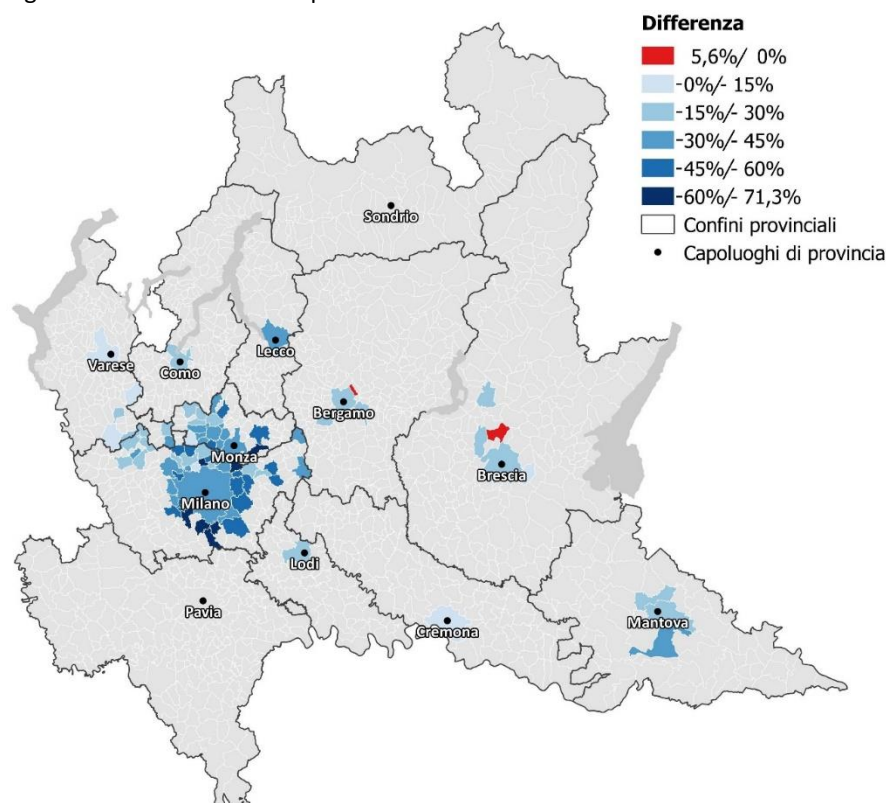 Differenza
5,6%/ 0%
-0%/- 15%
-15%/- 30%
-30%/- 45%
-45%/- 60%
-60%/- 71,3%
Confini provinciali
Capoluoghi di provincia
Sondrio
Lecco
Varese
Como
Bergamo
Monza
Brescia
Milano
Lodi
Pavia
Mantova
Cremona